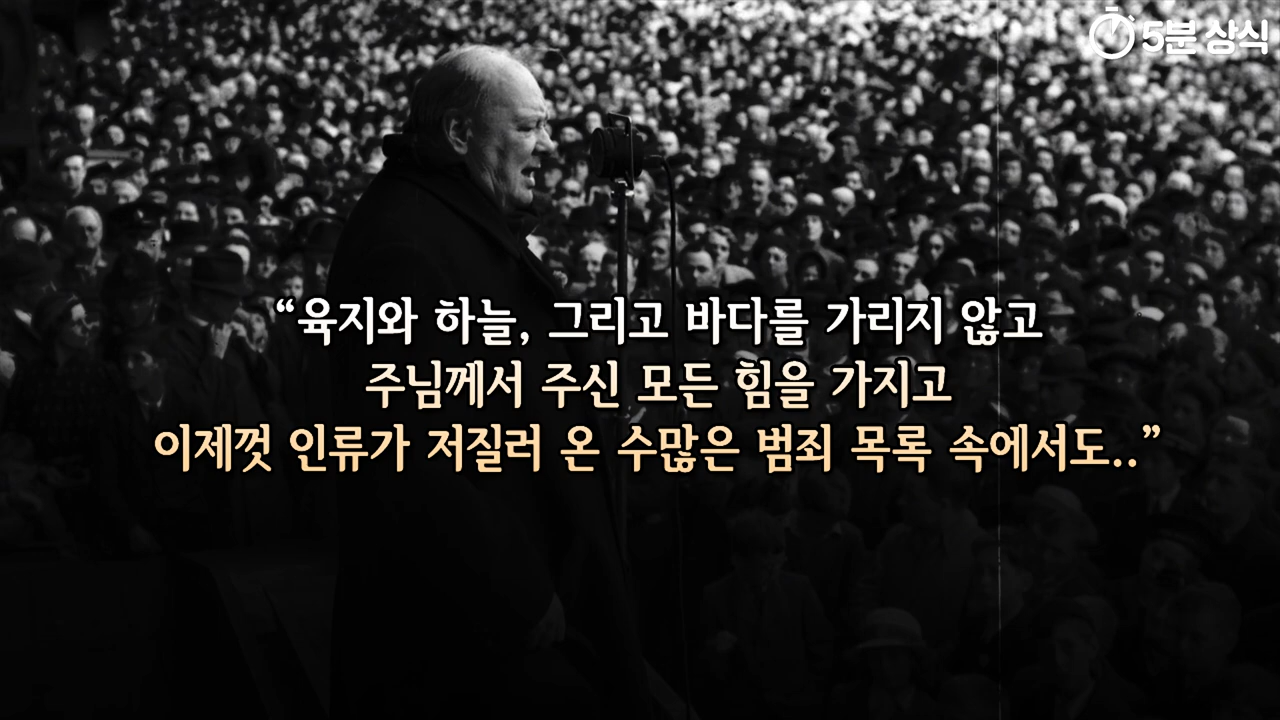 5분 상식
“육지와 하늘, 그리고 바다를 가리지 않고
주님께서 주신 모든 힘을 가지고
이제껏 인류가 저질러 온 수많은 범죄 목록 속에서도..”